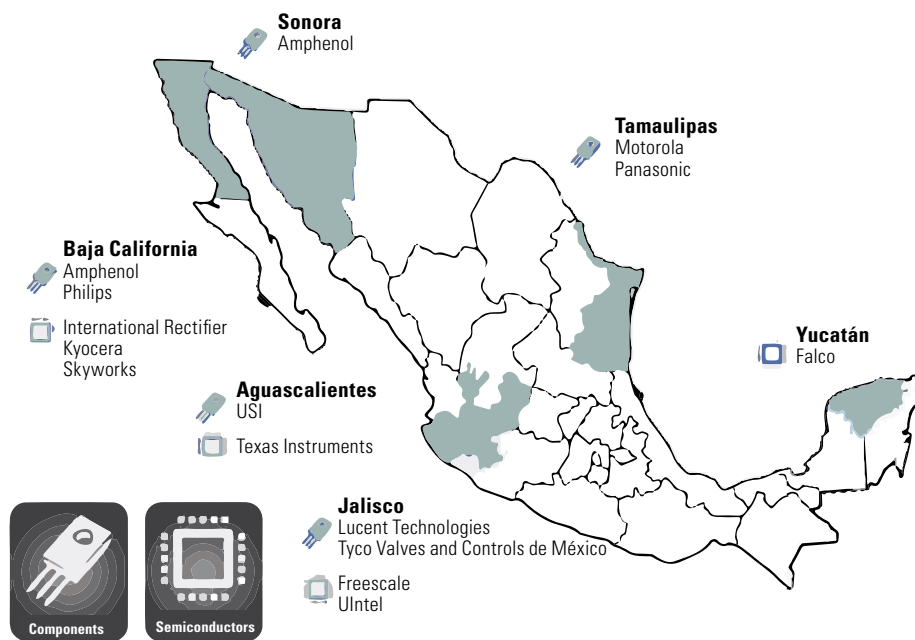 Sonora
Amphenol
Tamaulipas
Motorola
Panasonic
Baja California
Amphenol
Philips
International Rectifier
Kyocera
Skyworks
Yucatán
Falco
Aguascalientes
USI
Texas Instruments
Jalisco
Lucent Technologies
Tyco Valves and Controls de México
Freescale
UIntel
Components
Semiconductors